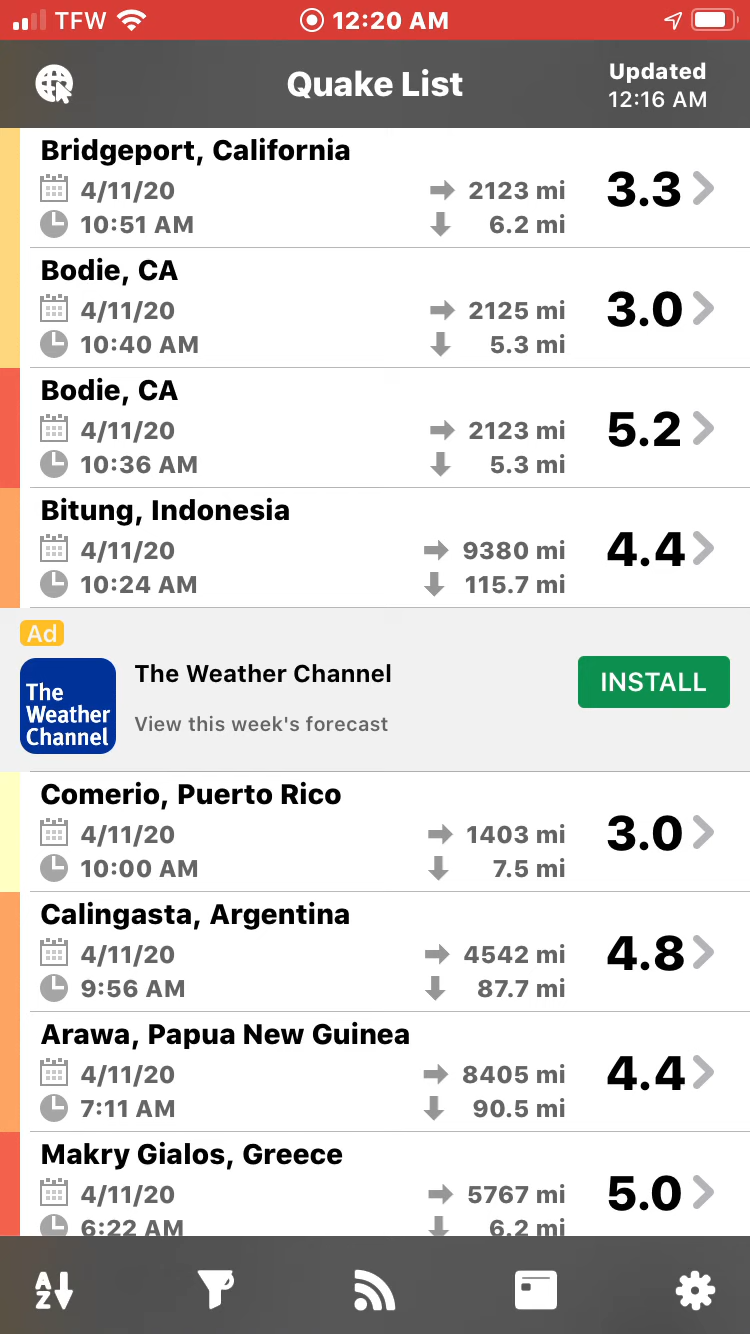 TFW 12:20 AM
Quake List
Updated
12:16 AM
Bridgeport, California
4/11/20 2123 mi
10:51 AM 6.2 mi
3.3
Bodie, CA
4/11/20 2125 mi
10:40 AM 5.3 mi
3.0
Bodie, CA
4/11/20 2123 mi
10:36 AM 5.3 mi
5.2
Bitung, Indonesia
4/11/20 9380 mi
10:24 AM 115.7 mi
4.4
Ad
The
Weather
Channel
The Weather Channel
View this week's forecast
INSTALL
Comerio, Puerto Rico
4/11/20 1403 mi
10:00 AM 7.5 mi
3.0
Calingasta, Argentina
4/11/20 4542 mi
9:56 AM 87.7 mi
4.8
Arawa, Papua New Guinea
4/11/20 8405 mi
7:11 AM 90.5 mi
4.4
Makry Gialos, Greece
4/11/20 5767 mi
6:22 AM 6.2 mi
5.0
A
Z